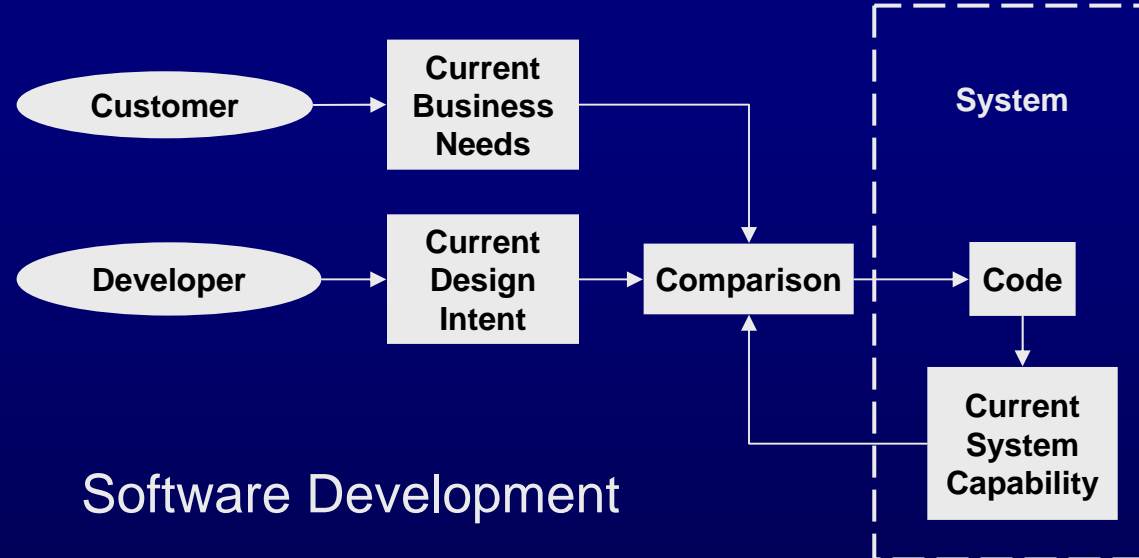 Customer
Current
Business
Needs
System
Developer
Current
Design
Intent
Comparison
Code
Current
System
Capability
Software Development